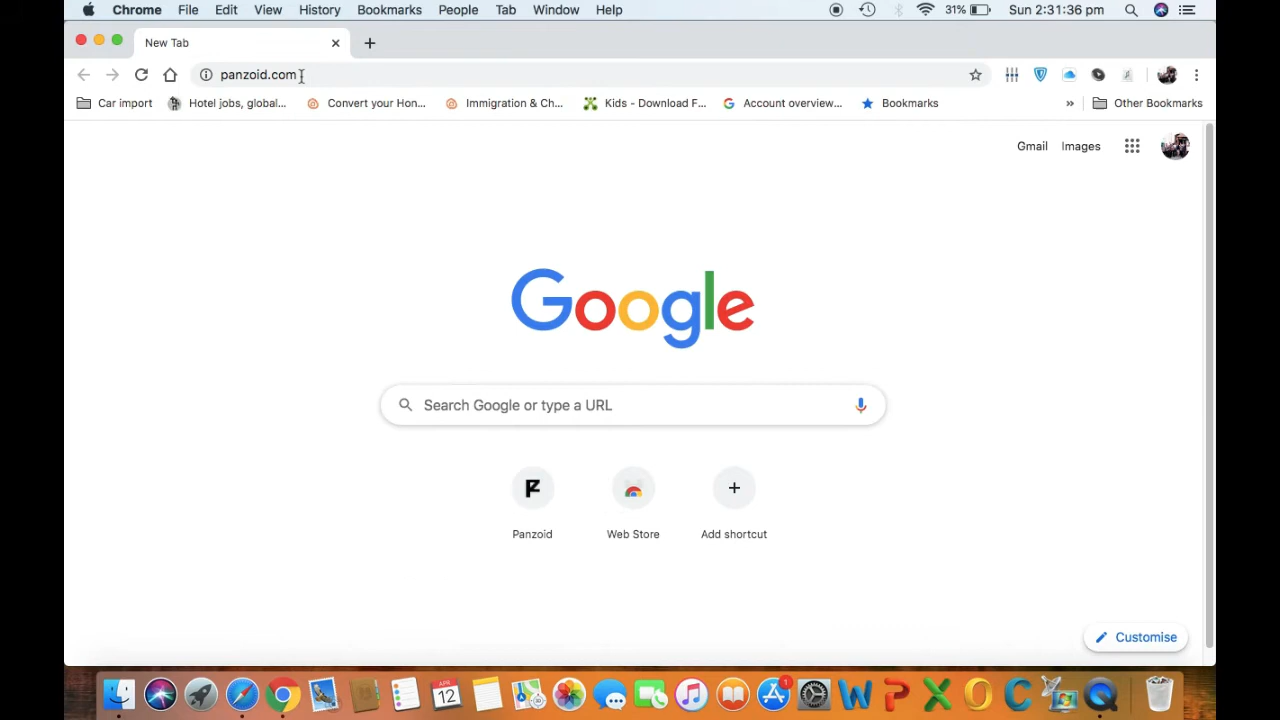 Chrome File Edit View History Bookmarks People Tab Window Help 31% Sun 2:31:36 pm
New Tab
panzoid.com
Car import Hotel jobs, global... Convert your Hon... Immigration & Ch... Kids - Download F... Account overview... Bookmarks » Other Bookmarks
Gmail Images
Google
Search Google or type a URL
Panzoid Web Store Add shortcut
Customise
APR
12
1